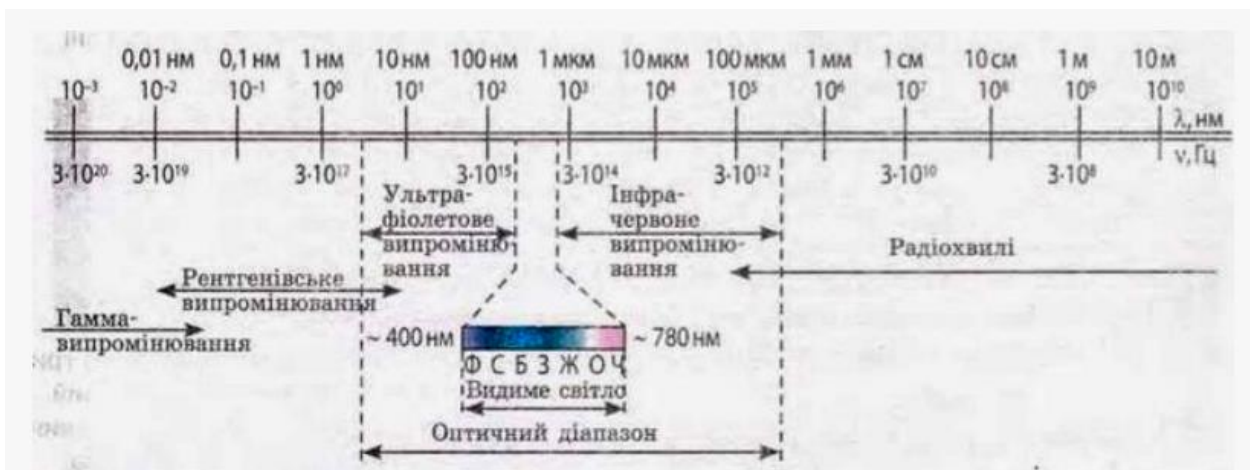 0,01 нм 0,1 нм 1 нм 10 нм 100 нм 1 мкм 10 мкм 100 мкм 1 мм 1 см 10 см 1 м 10 м
10⁻³ 10⁻² 10⁻¹ 10⁰ 10¹ 10² 10³ 10⁴ 10⁵ 10⁶ 10⁷ 10⁸ 10⁹ 10¹⁰
λ, нм
ν, Гц
3·10²⁰ 3·10¹⁹ 3·10¹⁷ 3·10¹⁵ 3·10¹⁴ 3·10¹² 3·10¹⁰ 3·10⁸
Ультра-
фіолетове
випроміню-
вання
Інфра-
червоне
випроміню-
вання
Радіохвилі
Рентгенівське
випромінювання
Гамма-
випромінювання
~ 400 нм ~ 780 нм
Ф С Б З Ж О Ч
Видиме світло
Оптичний діапазон